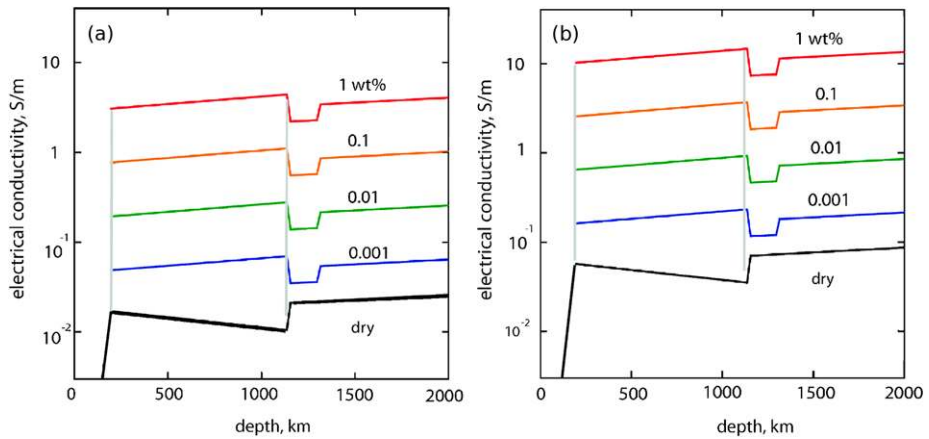 (a)
electrical conductivity, S/m
10
1
10-1
10-2
1 wt%
0.1
0.01
0.001
dry
0 500 1000 1500 2000
depth, km
(b)
electrical conductivity, S/m
10
1
10-1
10-2
1 wt%
0.1
0.01
0.001
dry
0 500 1000 1500 2000
depth, km